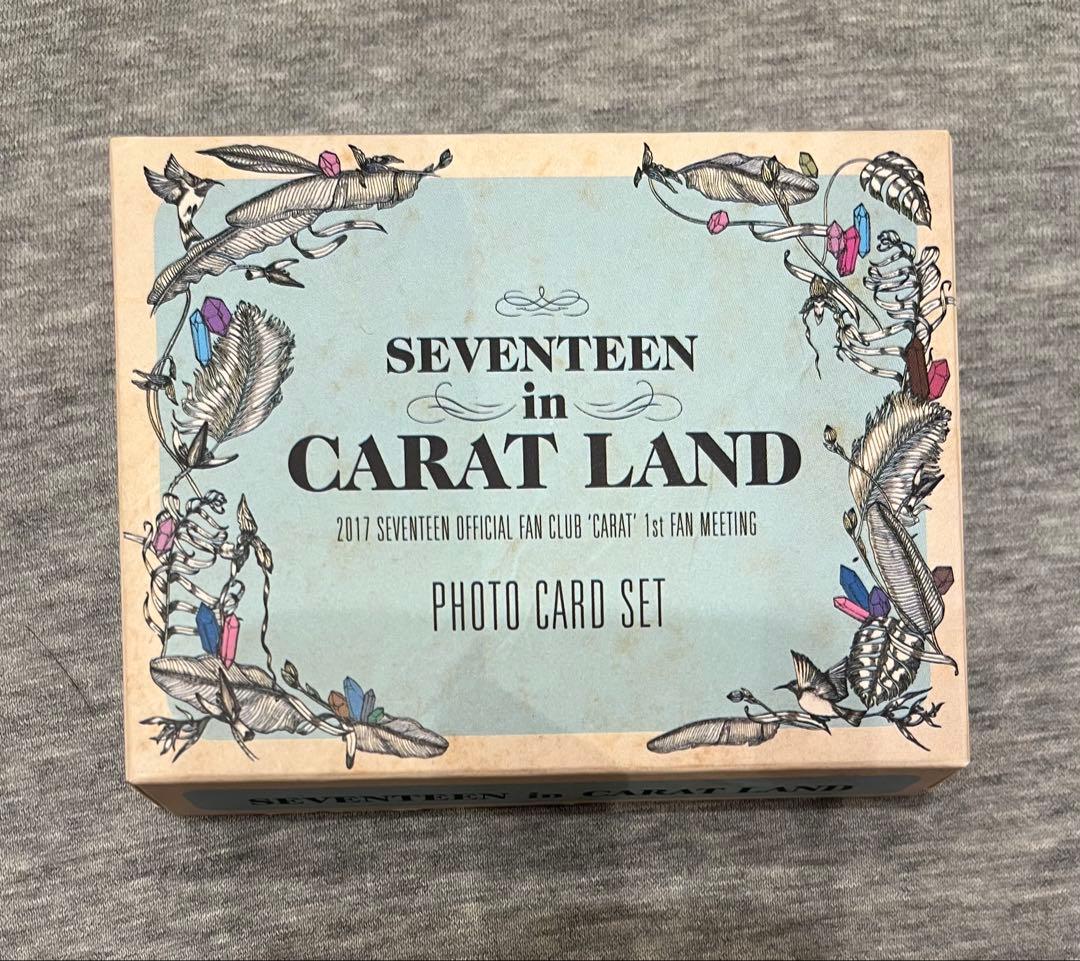 SEVENTEEN
in
CARAT LAND
2017 SEVENTEEN OFFICIAL FAN CLUB 'CARAT' 1st FAN MEETING
PHOTO CARD SET
SEVENTEEN in CARAT LAND